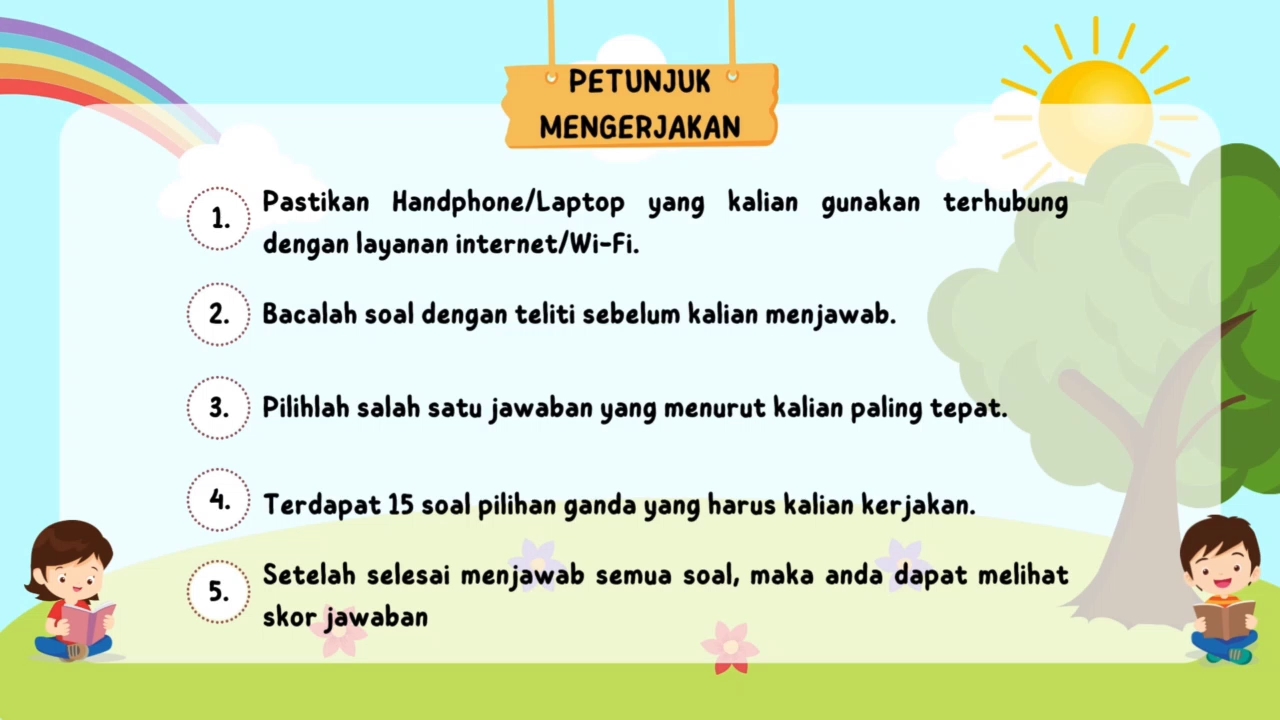 PETUNJUK
MENGERJAKAN
1. Pastikan Handphone/Laptop yang kalian gunakan terhubung
dengan layanan internet/Wi-Fi.
2. Bacalah soal dengan teliti sebelum kalian menjawab.
3. Pilihlah salah satu jawaban yang menurut kalian paling tepat.
4. Terdapat 15 soal pilihan ganda yang harus kalian kerjakan.
5. Setelah selesai menjawab semua soal, maka anda dapat melihat
skor jawaban